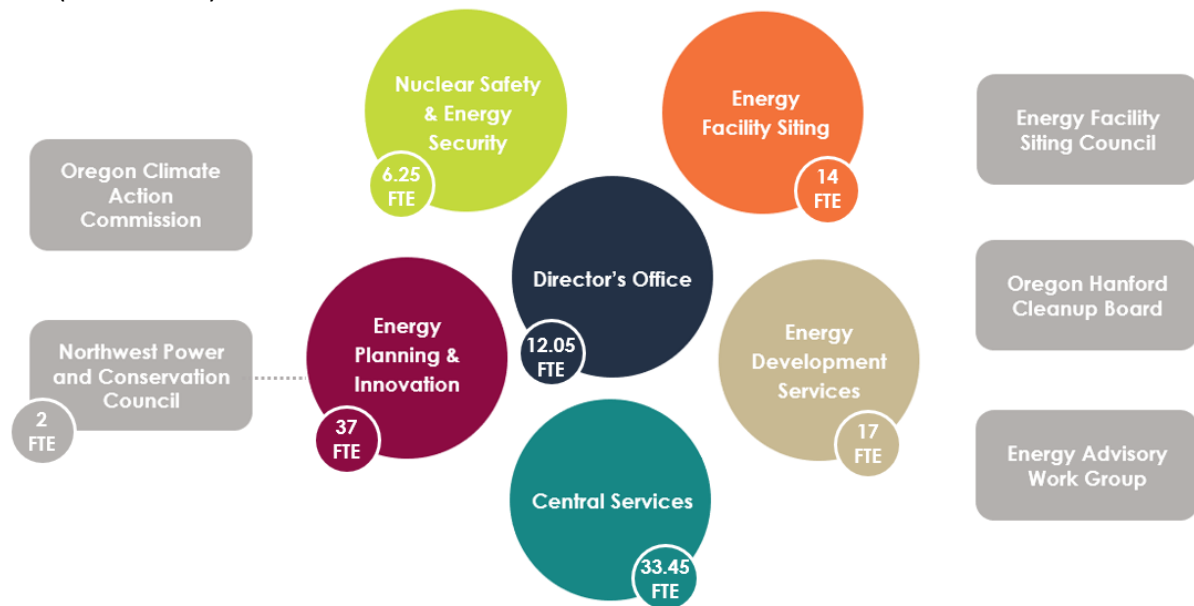 Nuclear Safety
& Energy
Security
6.25
FTE
Energy
Facility Siting
14
FTE
Energy Facility
Siting Council
Oregon Climate
Action
Commission
Director's Office
12.05
FTE
Oregon Hanford
Cleanup Board
Northwest Power
and Conservation
Council
2
FTE
Energy
Planning &
Innovation
37
FTE
Energy
Development
Services
17
FTE
Energy Advisory
Work Group
Central Services
33.45
FTE